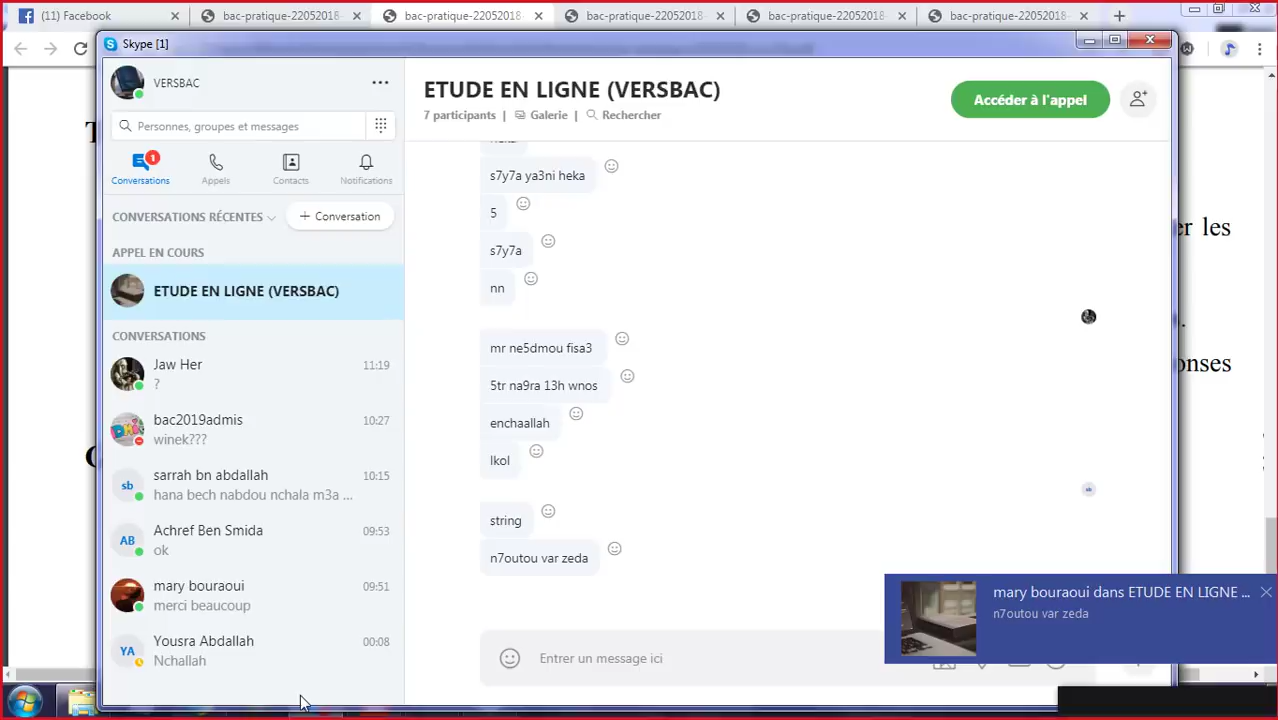 (11) Facebook
bac-pratique-22052018-
bac-pratique-22052018-
bac-pratique-22052018-
bac-pratique-22052018-
bac-pratique-22052018-
Skype [1]
VERSBAC
Personnes, groupes et messages
1
Conversations
Appels
Contacts
Notifications
CONVERSATIONS RÉCENTES
+ Conversation
APPEL EN COURS
ETUDE EN LIGNE (VERSBAC)
CONVERSATIONS
Jaw Her 11:19
?
bac2019admis 10:27
winek???
sb
sarrah bn abdallah 10:15
hana bech nabdou nchala m3a ...
AB
Achref Ben Smida 09:53
ok
mary bouraoui 09:51
merci beaucoup
YA
Yousra Abdallah 00:08
Nchallah
ETUDE EN LIGNE (VERSBAC)
7 participants | Galerie | Rechercher
Accéder à l'appel
s7y7a ya3ni heka
5
s7y7a
nn
mr ne5dmou fisa3
5tr na9ra 13h wnos
enchaallah
lkol
string
n7outou var zeda
Entrer un message ici
mary bouraoui dans ETUDE EN LIGNE ...
n7outou var zeda
er les
onses